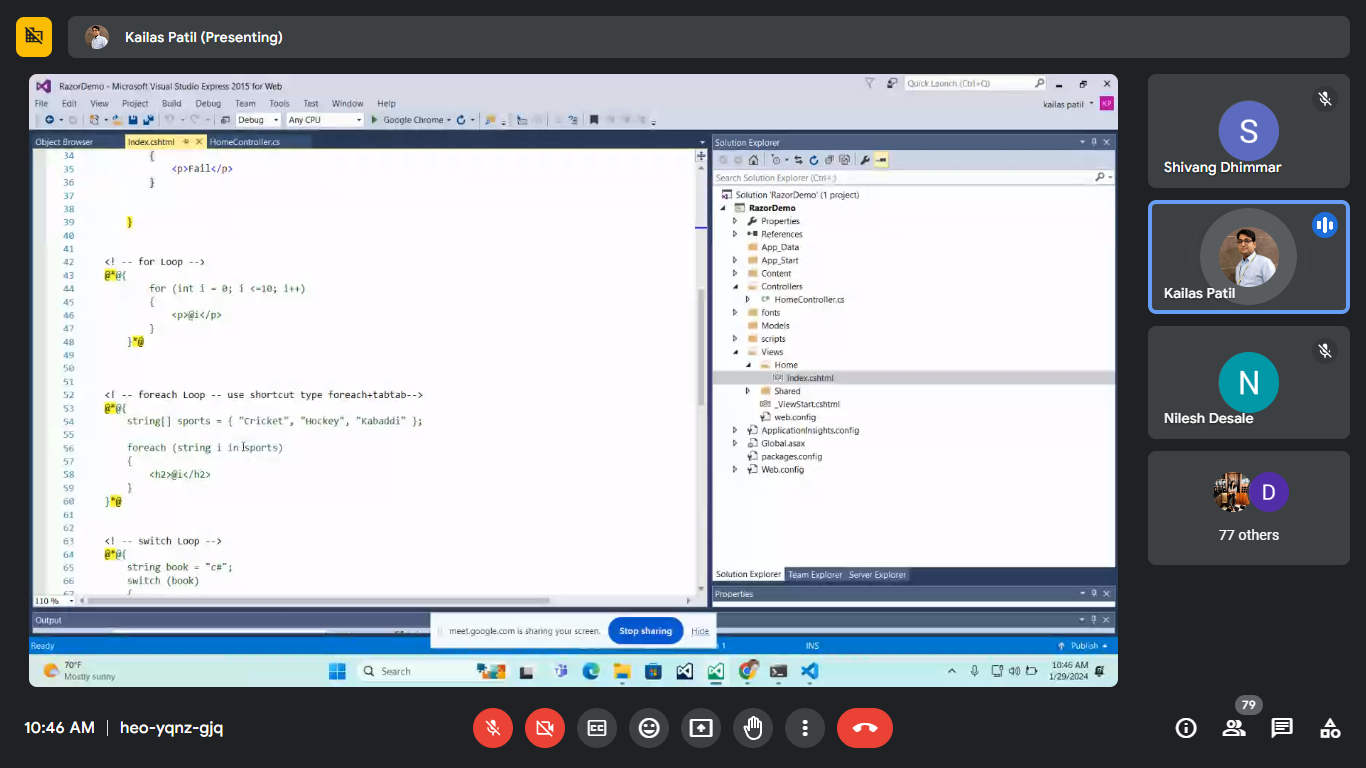 Kailas Patil (Presenting)
RazorDemo - Microsoft Visual Studio Express 2015 for Web
Quick Launch (Ctrl+Q)
File Edit View Project Build Debug Team Tools Test Window Help
kailas patil KP
Debug Any CPU Google Chrome
Object Browser Index.cshtml HomeController.cs
34 {
35 <p>Fail</p>
36 }
37
38
39 }
40
41
42 <! -- for Loop -->
43 @*@{
44 for (int i = 0; i <=10; i++)
45 {
46 <p>@i</p>
47 }
48 }*@
49
50
51
52 <! -- foreach Loop -- use shortcut type foreach+tabtab-->
53 @*@{
54 string[] sports = { "Cricket", "Hockey", "Kabaddi" };
55
56 foreach (string i in sports)
57 {
58 <h2>@i</h2>
59 }
60 }*@
61
62
63 <! -- switch Loop -->
64 @*@{
65 string book = "c#";
66 switch (book)
67 {
110 %
Output
Ready
Solution Explorer
Search Solution Explorer (Ctrl+;)
Solution 'RazorDemo' (1 project)
RazorDemo
Properties
References
App_Data
App_Start
Content
Controllers
HomeController.cs
fonts
Models
scripts
Views
Home
Index.cshtml
Shared
_ViewStart.cshtml
web.config
ApplicationInsights.config
Global.asax
packages.config
Web.config
Solution Explorer Team Explorer Server Explorer
Properties
meet.google.com is sharing your screen. Stop sharing Hide
1 INS Publish
70°F
Mostly sunny
Search
10:46 AM
1/29/2024
S
Shivang Dhimmar
Kailas Patil
N
Nilesh Desale
D
77 others
10:46 AM | heo-yqnz-gjq
79